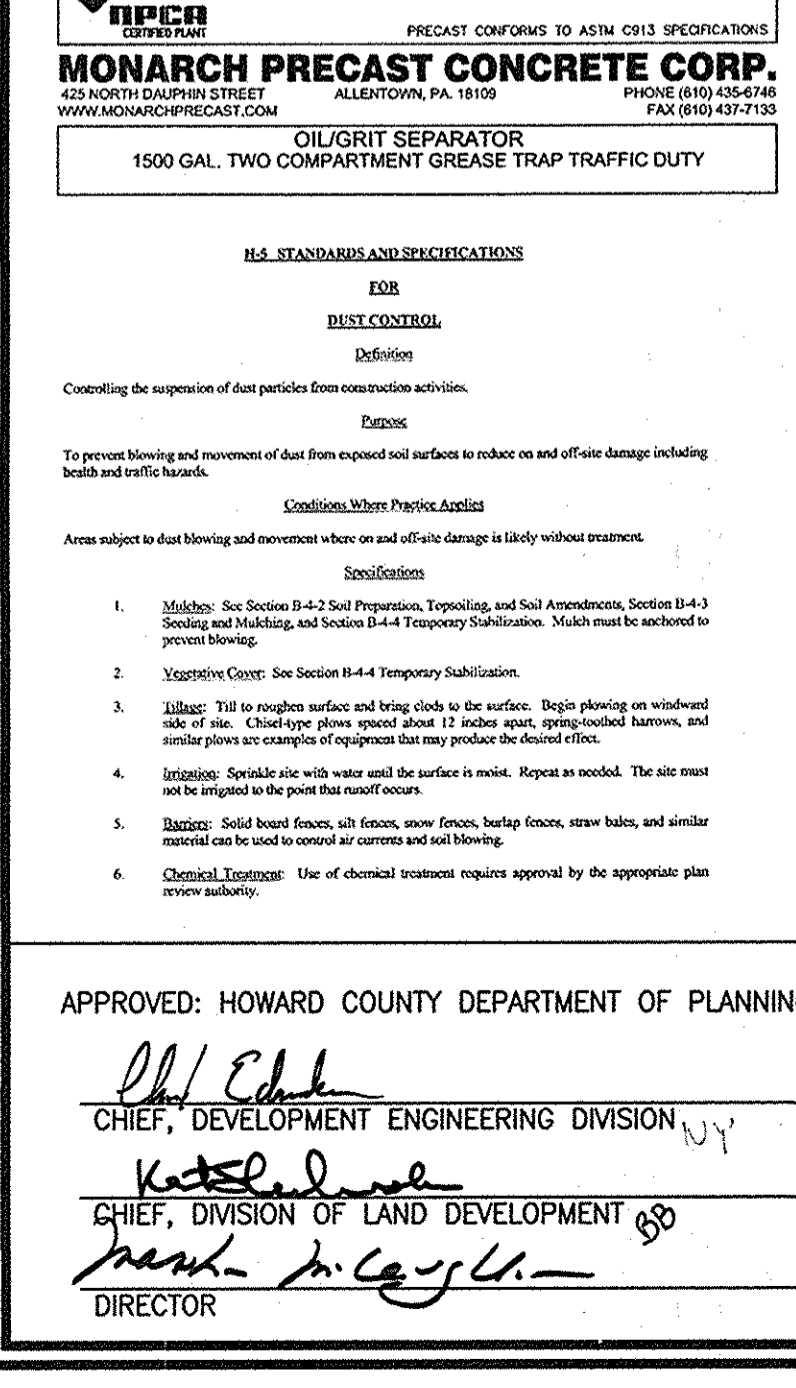 NPCA
CERTIFIED PLANT
PRECAST CONFORMS TO ASTM C913 SPECIFICATIONS
MONARCH PRECAST CONCRETE CORP.
425 NORTH DAUPHIN STREET ALLENTOWN, PA. 18109 PHONE (610) 435-6746
WWW.MONARCHPRECAST.COM FAX (610) 437-7133
OIL/GRIT SEPARATOR
1500 GAL. TWO COMPARTMENT GREASE TRAP TRAFFIC DUTY
H-5 STANDARDS AND SPECIFICATIONS
FOR
DUST CONTROL
Definition
Controlling the suspension of dust particles from construction activities.
Purpose
To prevent blowing and movement of dust from exposed soil surfaces to reduce on and off-site damage including
health and traffic hazards.
Conditions Where Practice Applies
Areas subject to dust blowing and movement where on and off-site damage is likely without treatment.
Specifications
1. Mulches: See Section B-4-2 Soil Preparation, Topsoiling, and Soil Amendments, Section B-4-3
Seeding and Mulching, and Section B-4-4 Temporary Stabilization. Mulch must be anchored to
prevent blowing.
2. Vegetative Cover: See Section B-4-4 Temporary Stabilization.
3. Tillage: Till to roughen surface and bring clods to the surface. Begin plowing on windward
side of site. Chisel-type plows spaced about 12 inches apart, spring-toothed harrows, and
similar plows are examples of equipment that may produce the desired effect.
4. Irrigation: Sprinkle site with water until the surface is moist. Repeat as needed. The site must
not be irrigated to the point that runoff occurs.
5. Barriers: Solid board fences, silt fences, snow fences, burlap fences, straw bales, and similar
material can be used to control air currents and soil blowing.
6. Chemical Treatment: Use of chemical treatment requires approval by the appropriate plan
review authority.
APPROVED: HOWARD COUNTY DEPARTMENT OF PLANNIN
CHIEF, DEVELOPMENT ENGINEERING DIVISION
CHIEF, DIVISION OF LAND DEVELOPMENT BB
DIRECTOR